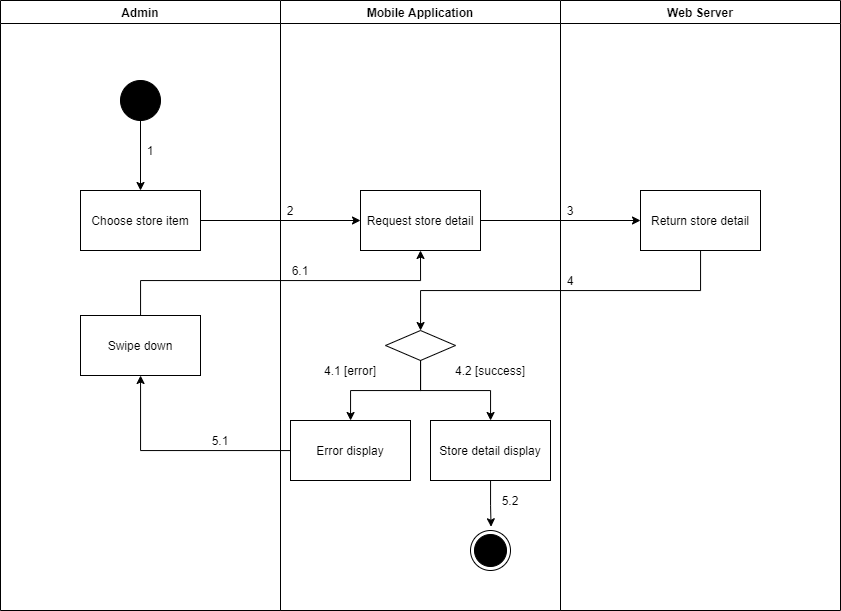 Admin
Mobile Application
Web Server
1
Choose store item
2
Request store detail
3
Return store detail
6.1
4
Swipe down
4.1 [error]
4.2 [success]
5.1
Error display
Store detail display
5.2